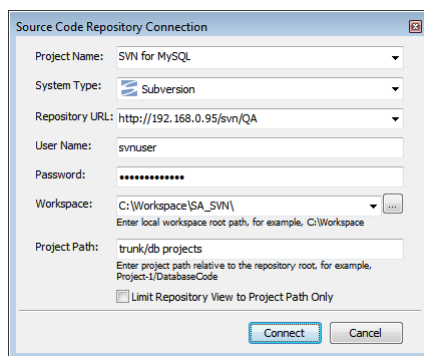 Source Code Repository Connection
Project Name: SVN for MySQL
System Type: Subversion
Repository URL: http://192.168.0.95/svn/QA
User Name: svnuser
Password: •••••••••••••
Workspace: C:\Workspace\SA_SVN\ ...
Enter local workspace root path, for example, C:\Workspace
Project Path: trunk/db projects
Enter project path relative to the repository root, for example,
Project-1/DatabaseCode
Limit Repository View to Project Path Only
Connect Cancel